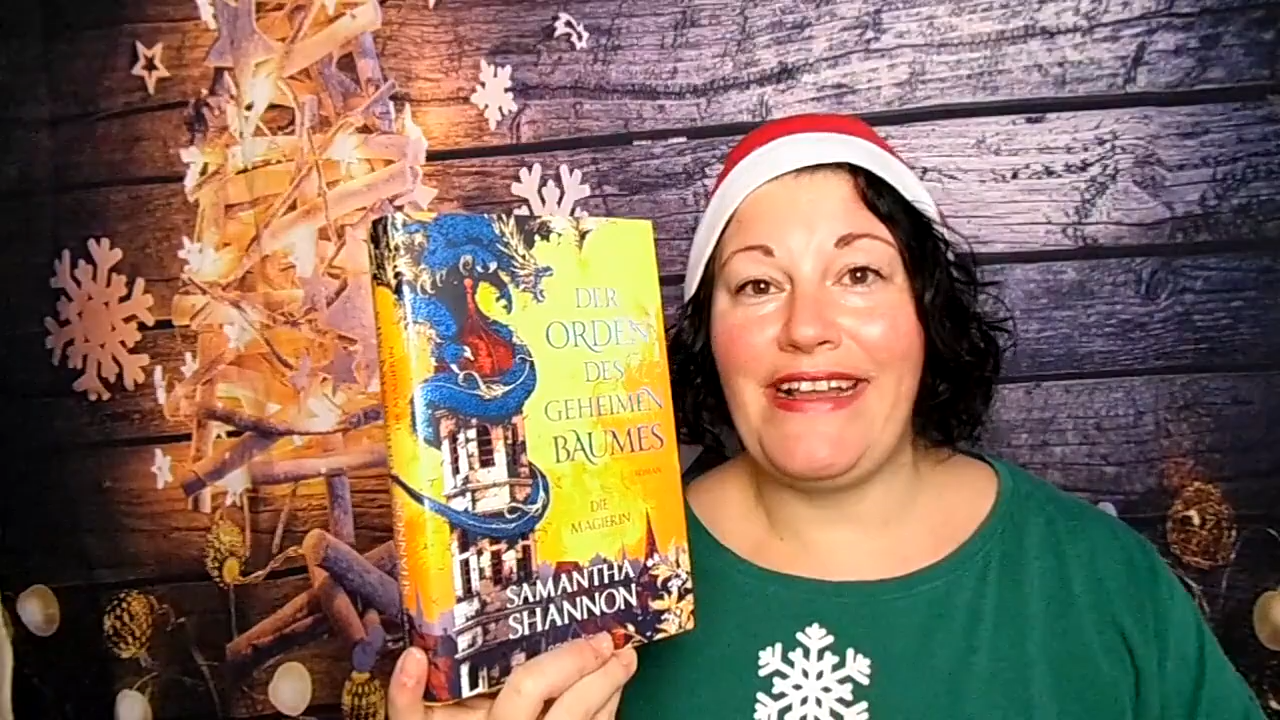 DER
ORDEN
DES
GEHEIMEN
BAUMES
ROMAN
DIE
MAGIERIN
SAMANTHA
SHANNON